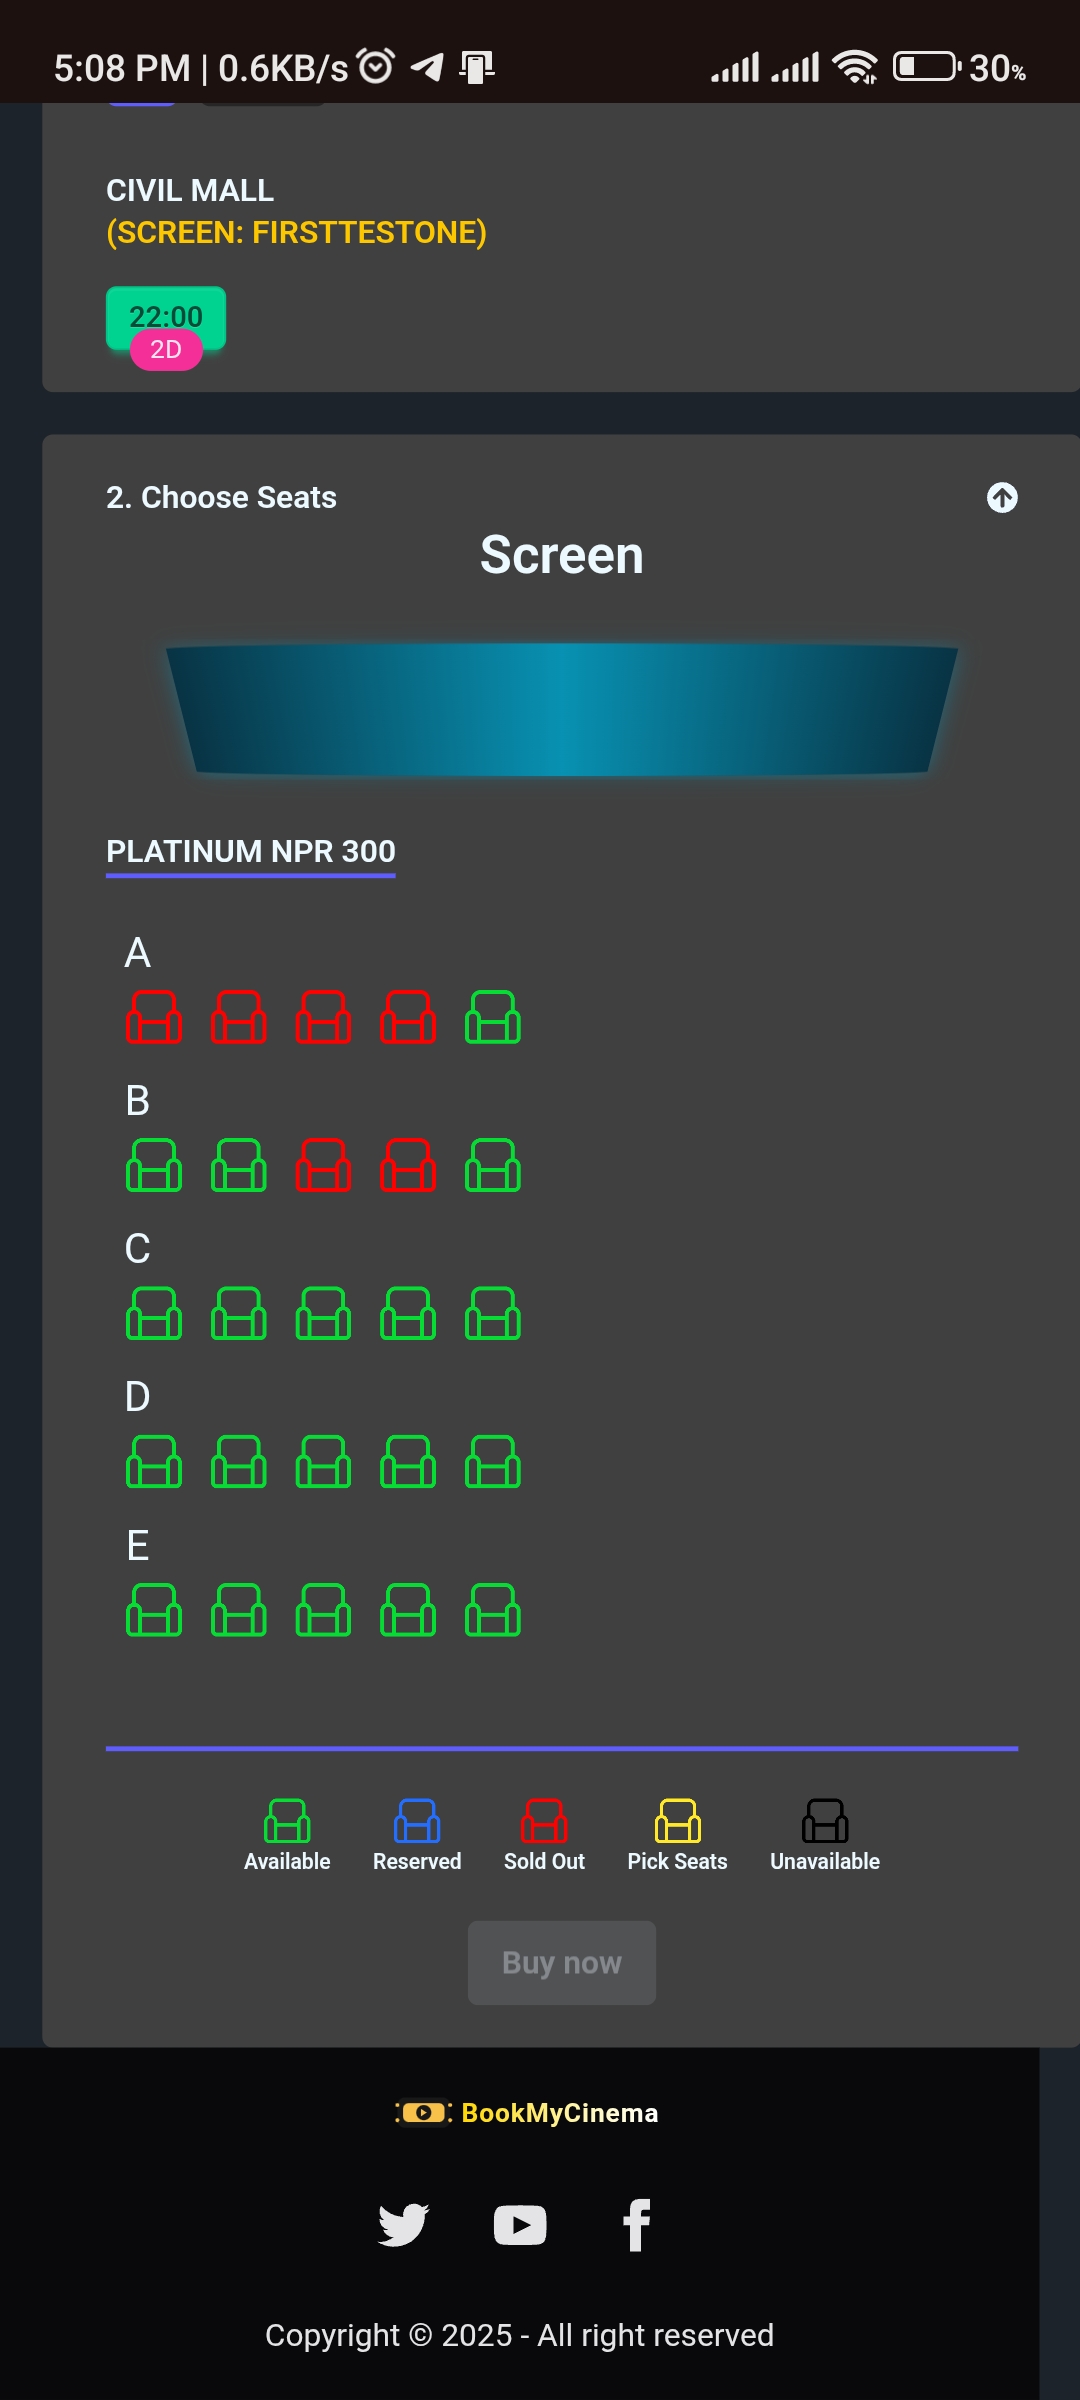 5:08 PM | 0.6KB/s 30%
CIVIL MALL
(SCREEN: FIRSTTESTONE)
22:00
2D
2. Choose Seats
Screen
PLATINUM NPR 300
A
B
C
D
E
Available Reserved Sold Out Pick Seats Unavailable
Buy now
BookMyCinema
Copyright © 2025 - All right reserved